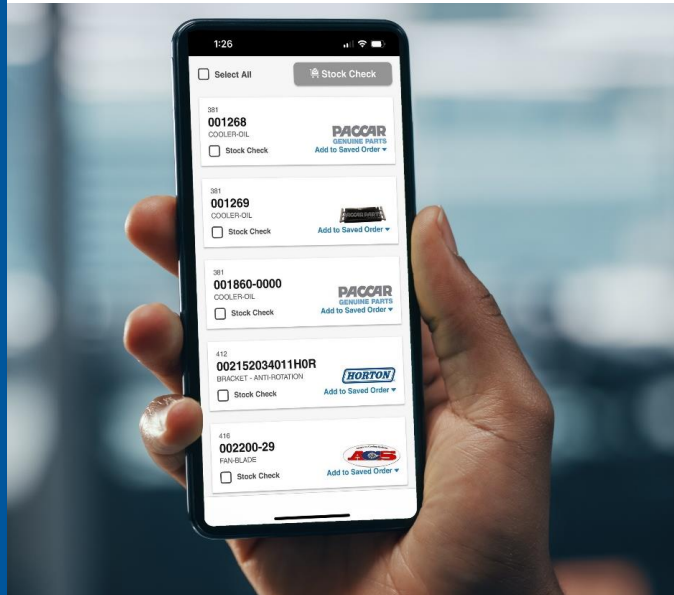 1:26
Select All
Stock Check
381
001268
COOLER-OIL
PACCAR
GENUINE PARTS
Stock Check
Add to Saved Order
381
001269
COOLER-OIL
Stock Check
Add to Saved Order
381
001860-0000
COOLER-OIL
PACCAR
GENUINE PARTS
Stock Check
Add to Saved Order
412
002152034011H0R
BRACKET - ANTI-ROTATION
HORTON
Stock Check
Add to Saved Order
416
002200-29
FAN-BLADE
Stock Check
Add to Saved Order